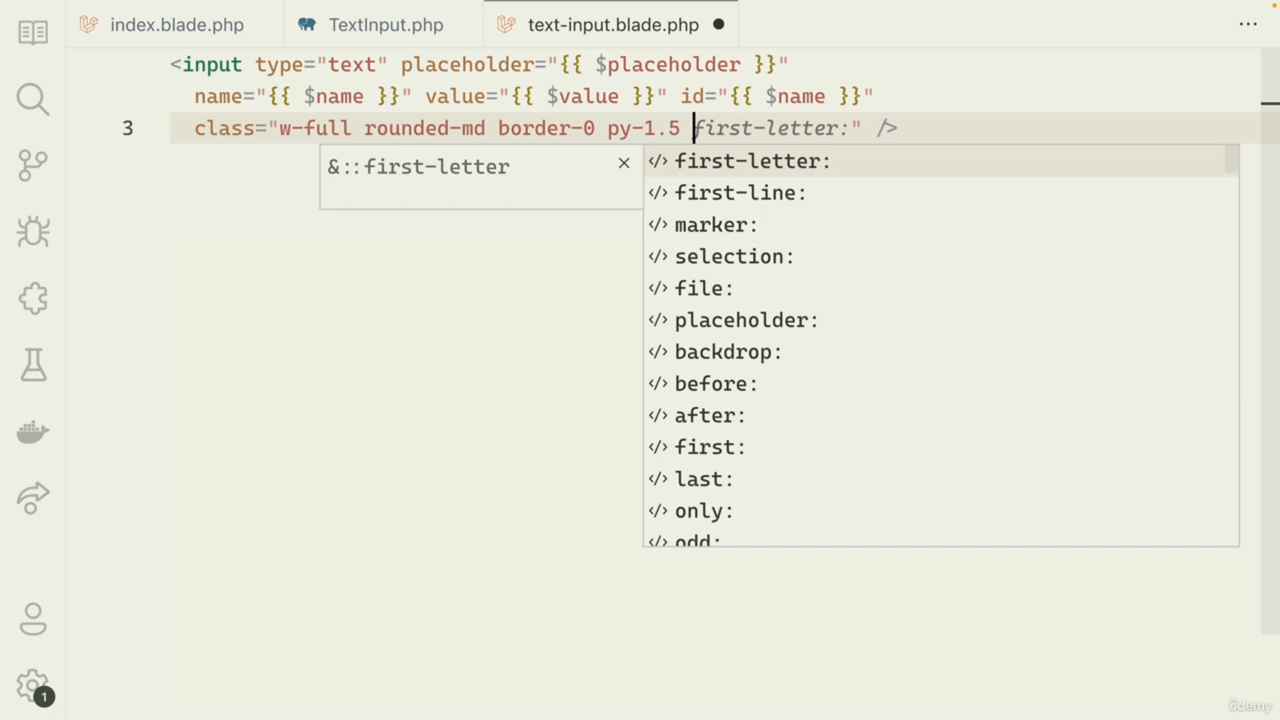 index.blade.php
TextInput.php
text-input.blade.php
<input type="text" placeholder="{{ $placeholder }}"
name="{{ $name }}" value="{{ $value }}" id="{{ $name }}"
3 class="w-full rounded-md border-0 py-1.5 first-letter:" />
&::first-letter
first-letter:
first-line:
marker:
selection:
file:
placeholder:
backdrop:
before:
after:
first:
last:
only:
odd:
1
ûdemy